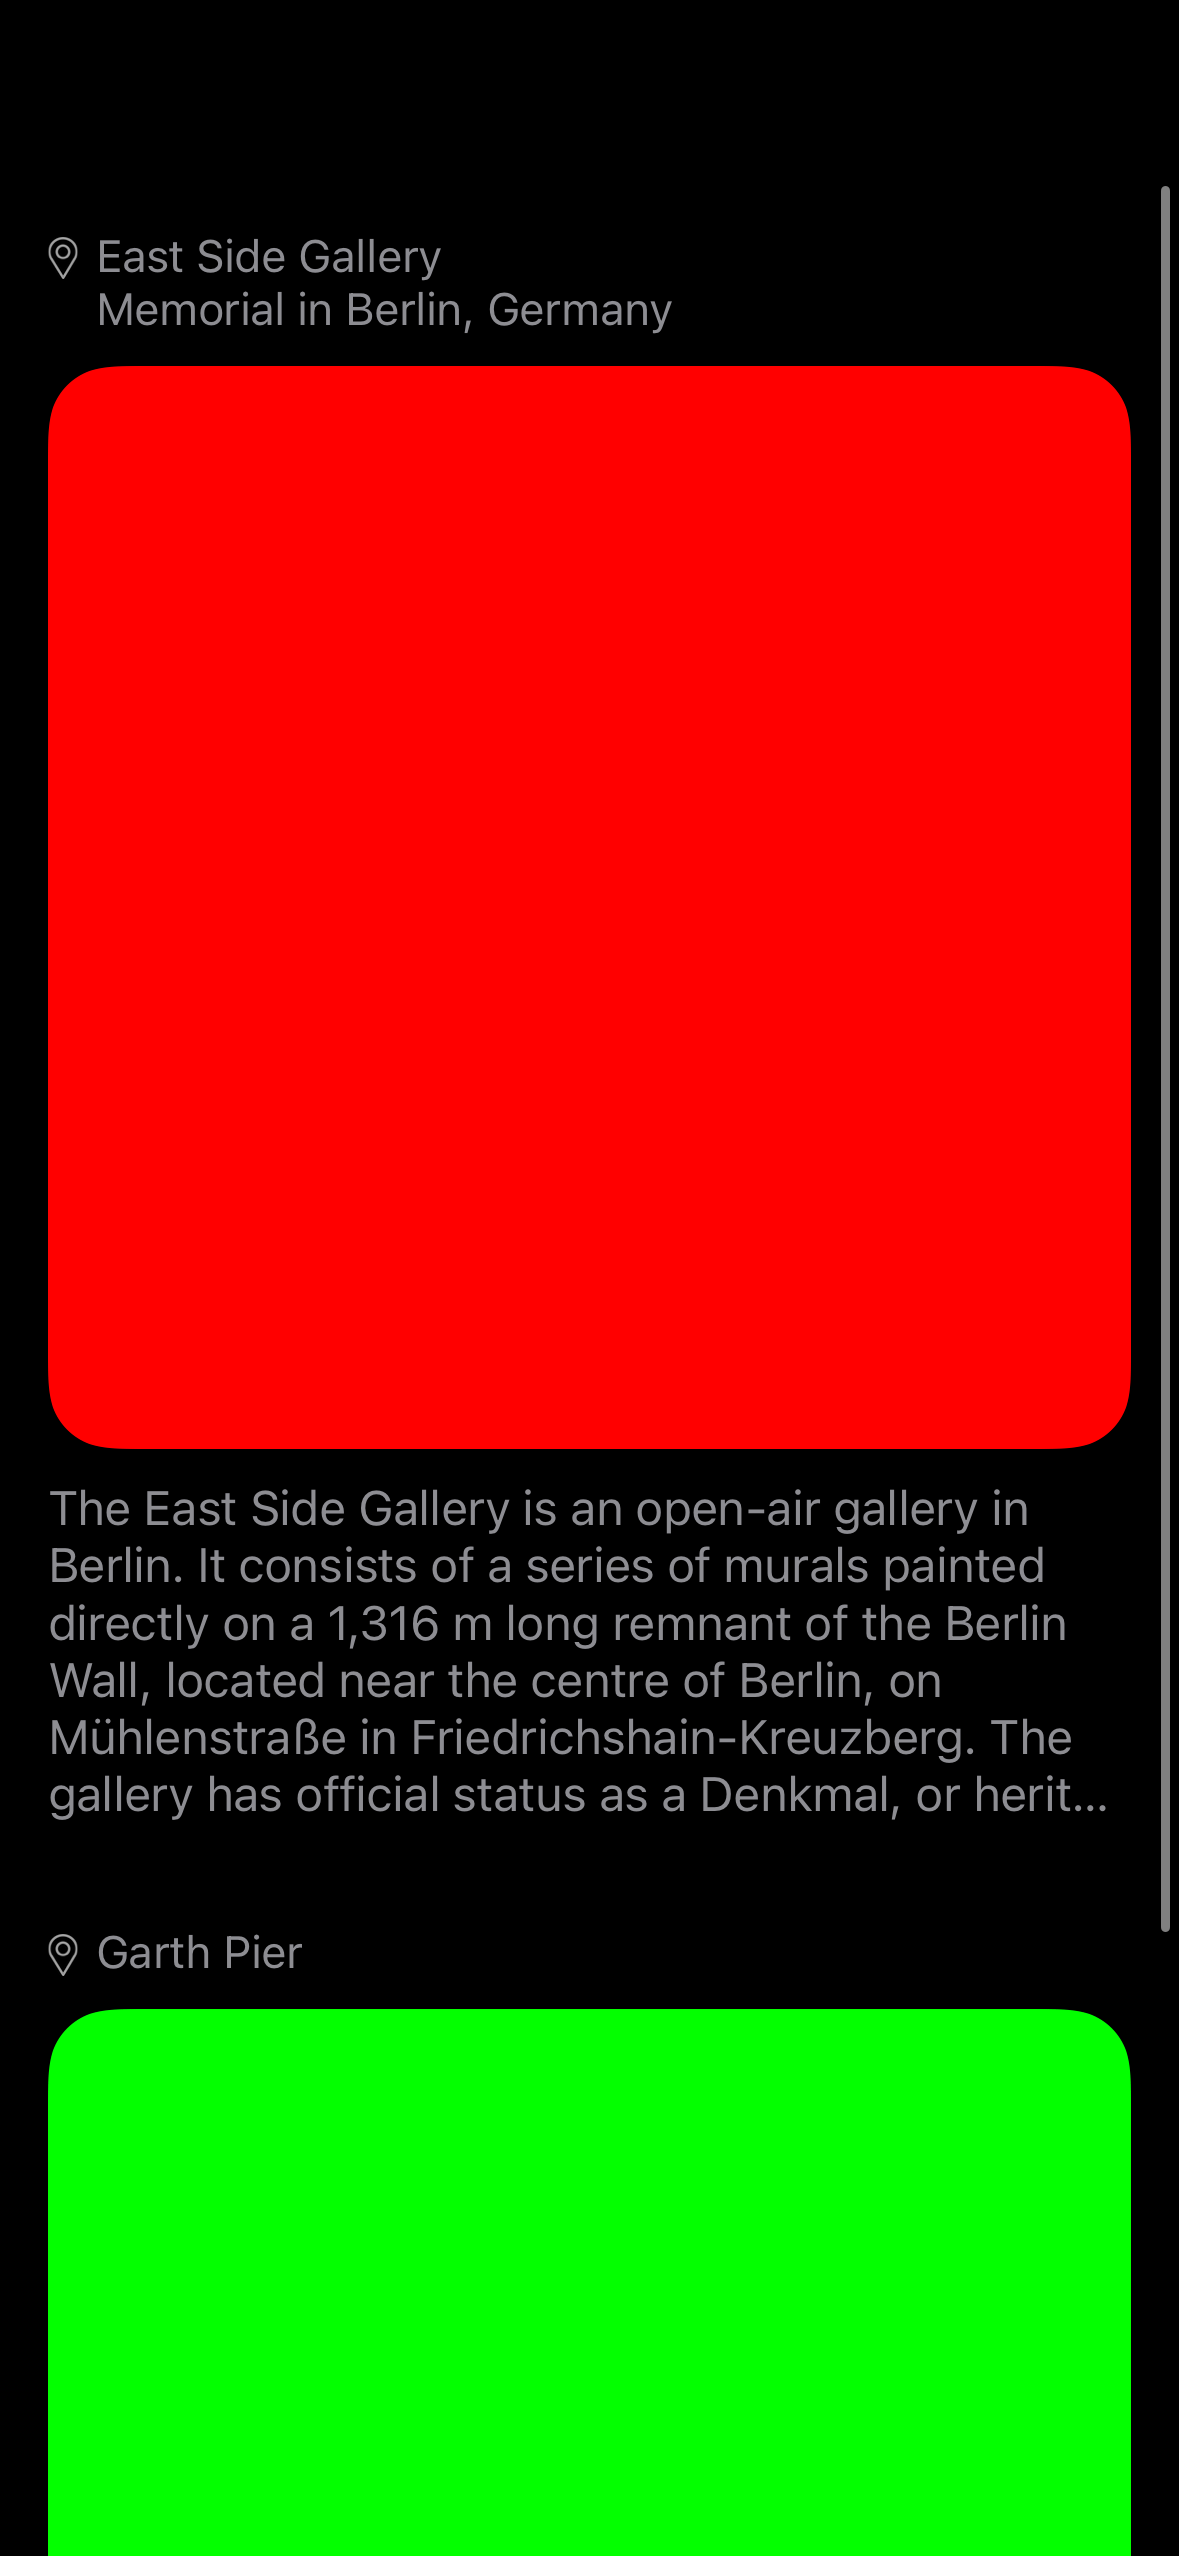 East Side Gallery
Memorial in Berlin, Germany
The East Side Gallery is an open-air gallery in
Berlin. It consists of a series of murals painted
directly on a 1,316 m long remnant of the Berlin
Wall, located near the centre of Berlin, on
Mühlenstraße in Friedrichshain-Kreuzberg. The
gallery has official status as a Denkmal, or herit...
Garth Pier